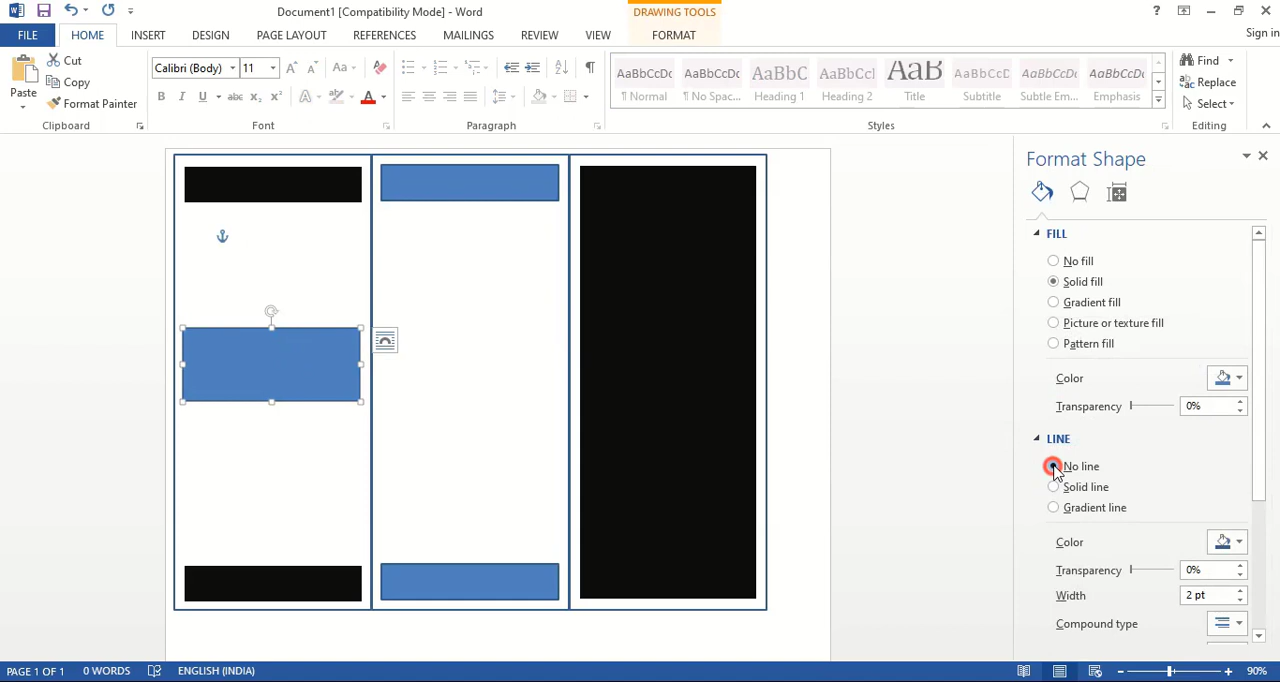 Document1 [Compatibility Mode] - Word
DRAWING TOOLS
?
Sign in
FILE
HOME
INSERT
DESIGN
PAGE LAYOUT
REFERENCES
MAILINGS
REVIEW
VIEW
FORMAT
Paste
Cut
Copy
Format Painter
Clipboard
Calibri (Body)
11
Font
Paragraph
AaBbCcDc
¶ Normal
AaBbCcDc
¶ No Spac...
AaBbC
Heading 1
AaBbCcI
Heading 2
AaB
Title
AaBbCcD
Subtitle
AaBbCcDc
Subtle Em...
AaBbCcDc
Emphasis
Styles
Find
Replace
Select
Editing
Format Shape
FILL
No fill
Solid fill
Gradient fill
Picture or texture fill
Pattern fill
Color
Transparency
0%
LINE
No line
Solid line
Gradient line
Color
Transparency
0%
Width
2 pt
Compound type
PAGE 1 OF 1
0 WORDS
ENGLISH (INDIA)
90%